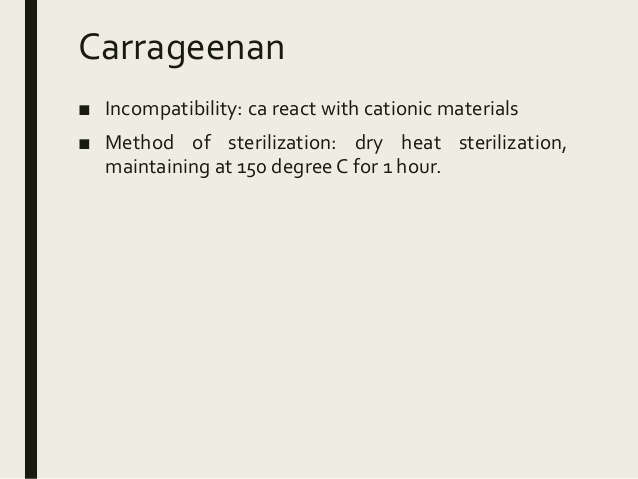 Carrageenan
■ Incompatibility: ca react with cationic materials
■ Method of sterilization: dry heat sterilization,
maintaining at 150 degree C for 1 hour.